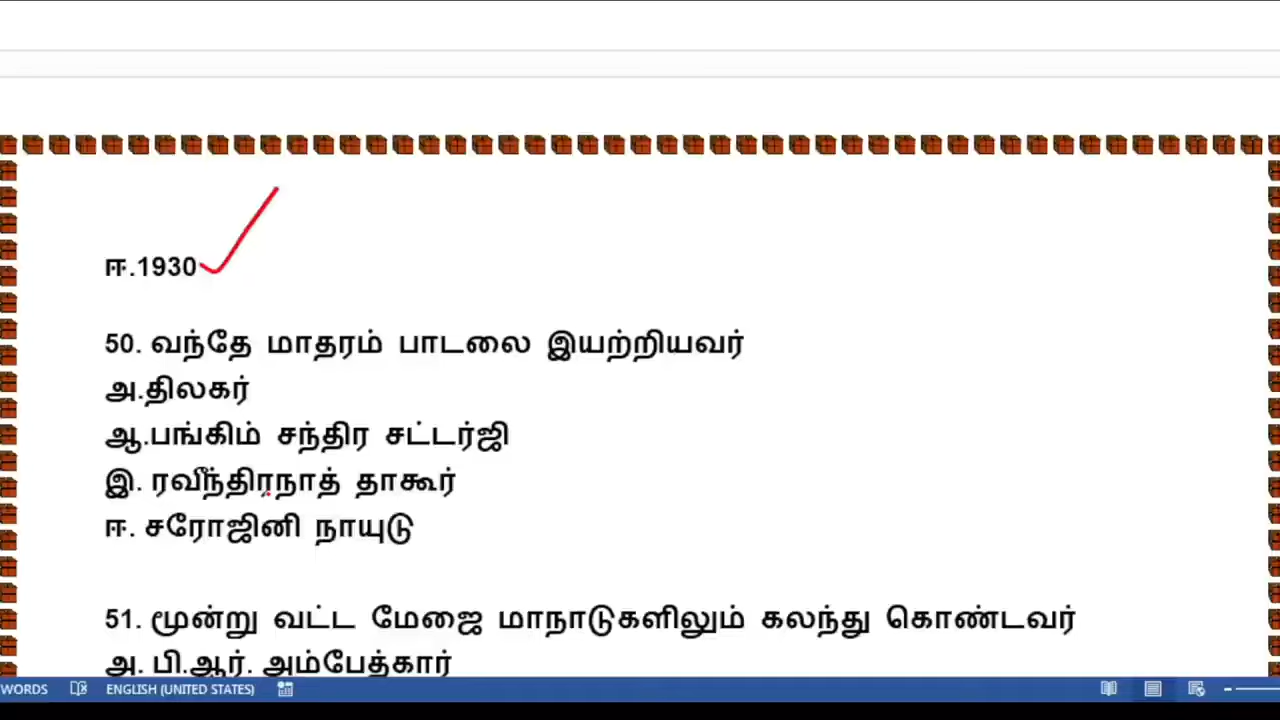 ஈ.1930
50. வந்தே மாதரம் பாடலை இயற்றியவர்
அ.திலகர்
ஆ.பங்கிம் சந்திர சட்டர்ஜி
இ. ரவீந்திரநாத் தாகூர்
ஈ. சரோஜினி நாயுடு
51. மூன்று வட்ட மேஜை மாநாடுகளிலும் கலந்து கொண்டவர்
அ. பி.ஆர். அம்பேத்கார்
WORDS ENGLISH (UNITED STATES)